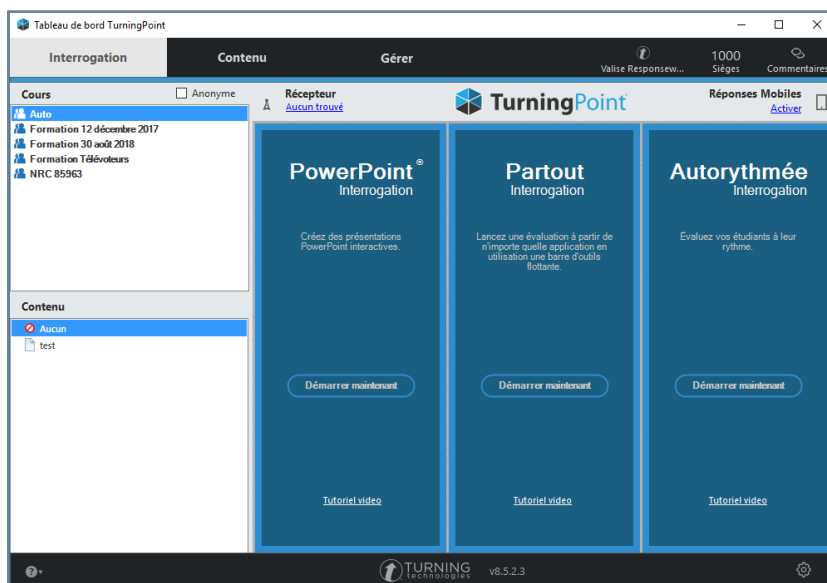 Tableau de bord TurningPoint
Interrogation
Contenu
Gérer
Valise Responsew...
1000
Sièges
Commentaires
Cours
Anonyme
Auto
Formation 12 décembre 2017
Formation 30 août 2018
Formation Télévoteurs
NRC 85963
Contenu
Aucun
test
Récepteur
Aucun trouvé
TurningPoint
Réponses Mobiles
Activer
PowerPoint®
Interrogation
Créez des présentations
PowerPoint interactives.
Démarrer maintenant
Tutoriel video
Partout
Interrogation
Lancez une évaluation à partir de
n'importe quelle application en
utilisation une barre d'outils
flottante.
Démarrer maintenant
Tutoriel video
Autorythmée
Interrogation
Évaluez vos étudiants à leur
rythme.
Démarrer maintenant
Tutoriel video
TURNING
technologies
v8.5.2.3